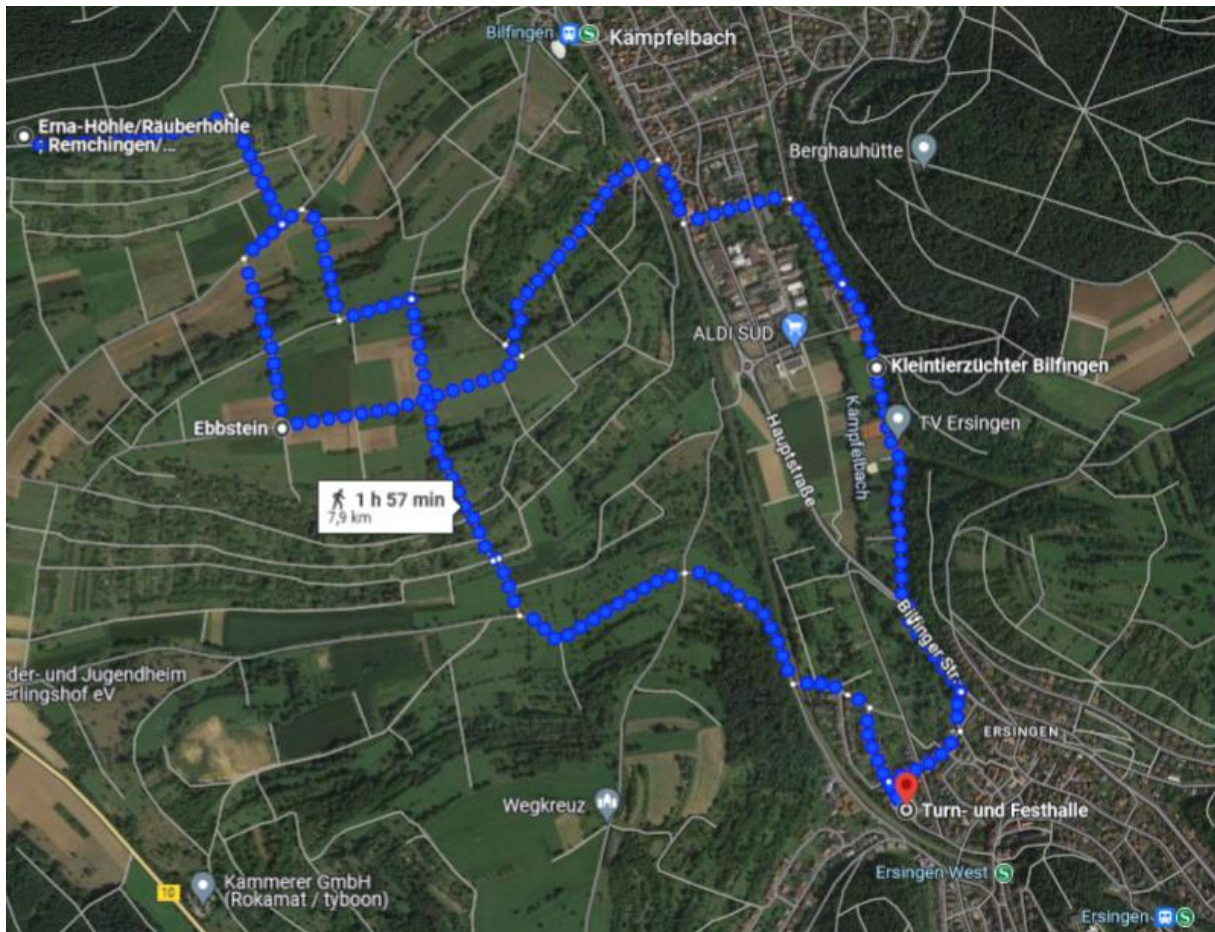 Bilfingen
Kämpfelbach
Erna-Höhle/Räuberhöhle
, Remchingen/...
Berghauhütte
ALDI SÜD
Kleintierzüchter Bilfingen
TV Ersingen
Kämpfelbach
Hauptstraße
Ebbstein
1 h 57 min
7,9 km
Bilfinger Str.
der- und Jugendheim
erlingshof eV
ERSINGEN
Wegkreuz
Turn- und Festhalle
Ersingen West
10
Kammerer GmbH
(Rokamat / tyboon)
Ersingen